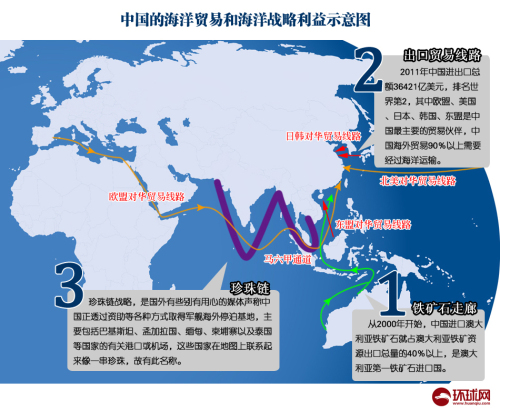 中国的海洋贸易和海洋战略利益示意图
2
出口贸易线路
2011年中国进出口总
额36421亿美元，排名世
界第2，其中欧盟、美国
、日本、韩国、东盟是中
国最主要的贸易伙伴，中
国海外贸易90%以上需要
经过海洋运输。
日韩对华贸易线路
北美对华贸易线路
欧盟对华贸易线路
东盟对华贸易线路
马六甲通道
3
珍珠链
珍珠链战略，是国外有些别有用心的媒体声称中
国正透过资助等各种方式取得军舰海外停泊基地，主
要包括巴基斯坦、孟加拉国、缅甸、柬埔寨以及泰国
等国家的有关港口或机场，这些国家在地图上联系起
来像一串珍珠，故有此名称。
1
铁矿石走廊
从2000年开始，中国进口澳大
利亚铁矿石就占澳大利亚铁矿资
源出口总量的40%以上，是澳大
利亚第一铁矿石进口国。
环球网
www.huanqiu.com